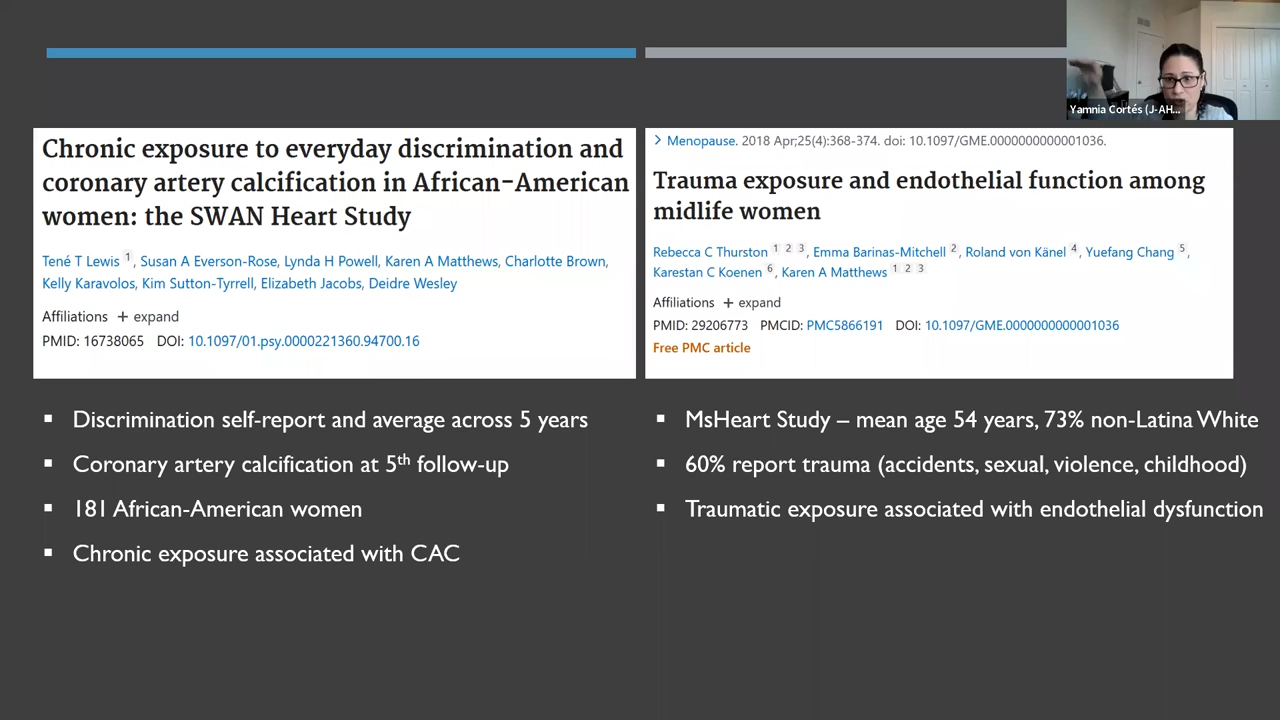 Yamnia Cortés (J-AH...
Chronic exposure to everyday discrimination and
coronary artery calcification in African-American
women: the SWAN Heart Study
Tené T Lewis 1, Susan A Everson-Rose, Lynda H Powell, Karen A Matthews, Charlotte Brown,
Kelly Karavolos, Kim Sutton-Tyrrell, Elizabeth Jacobs, Deidre Wesley
Affiliations + expand
PMID: 16738065 DOI: 10.1097/01.psy.0000221360.94700.16
▪ Discrimination self-report and average across 5 years
▪ Coronary artery calcification at 5th follow-up
▪ 181 African-American women
▪ Chronic exposure associated with CAC
> Menopause. 2018 Apr;25(4):368-374. doi: 10.1097/GME.0000000000001036.
Trauma exposure and endothelial function among
midlife women
Rebecca C Thurston 1 2 3, Emma Barinas-Mitchell 2, Roland von Känel 4, Yuefang Chang 5,
Karestan C Koenen 6, Karen A Matthews 1 2 3
Affiliations + expand
PMID: 29206773 PMCID: PMC5866191 DOI: 10.1097/GME.0000000000001036
Free PMC article
▪ MsHeart Study – mean age 54 years, 73% non-Latina White
▪ 60% report trauma (accidents, sexual, violence, childhood)
▪ Traumatic exposure associated with endothelial dysfunction